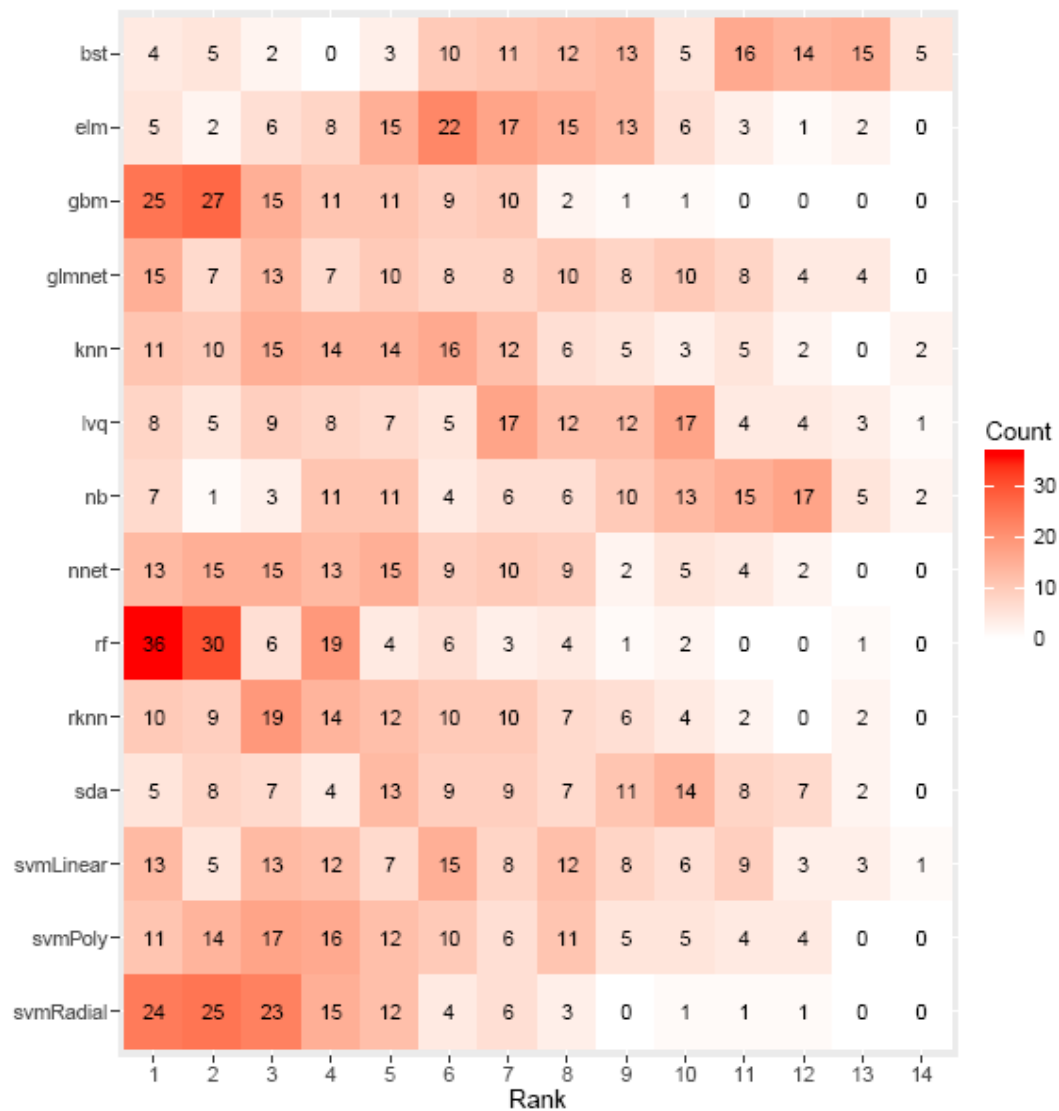 bst 4 5 2 0 3 10 11 12 13 5 16 14 15 5
elm 5 2 6 8 15 22 17 15 13 6 3 1 2 0
gbm 25 27 15 11 11 9 10 2 1 1 0 0 0 0
glmnet 15 7 13 7 10 8 8 10 8 10 8 4 4 0
knn 11 10 15 14 14 16 12 6 5 3 5 2 0 2
lvq 8 5 9 8 7 5 17 12 12 17 4 4 3 1
nb 7 1 3 11 11 4 6 6 10 13 15 17 5 2
nnet 13 15 15 13 15 9 10 9 2 5 4 2 0 0
rf 36 30 6 19 4 6 3 4 1 2 0 0 1 0
rknn 10 9 19 14 12 10 10 7 6 4 2 0 2 0
sda 5 8 7 4 13 9 9 7 11 14 8 7 2 0
svmLinear 13 5 13 12 7 15 8 12 8 6 9 3 3 1
svmPoly 11 14 17 16 12 10 6 11 5 5 4 4 0 0
svmRadial 24 25 23 15 12 4 6 3 0 1 1 1 0 0
1 2 3 4 5 6 7 8 9 10 11 12 13 14
Rank
Count
30
20
10
0